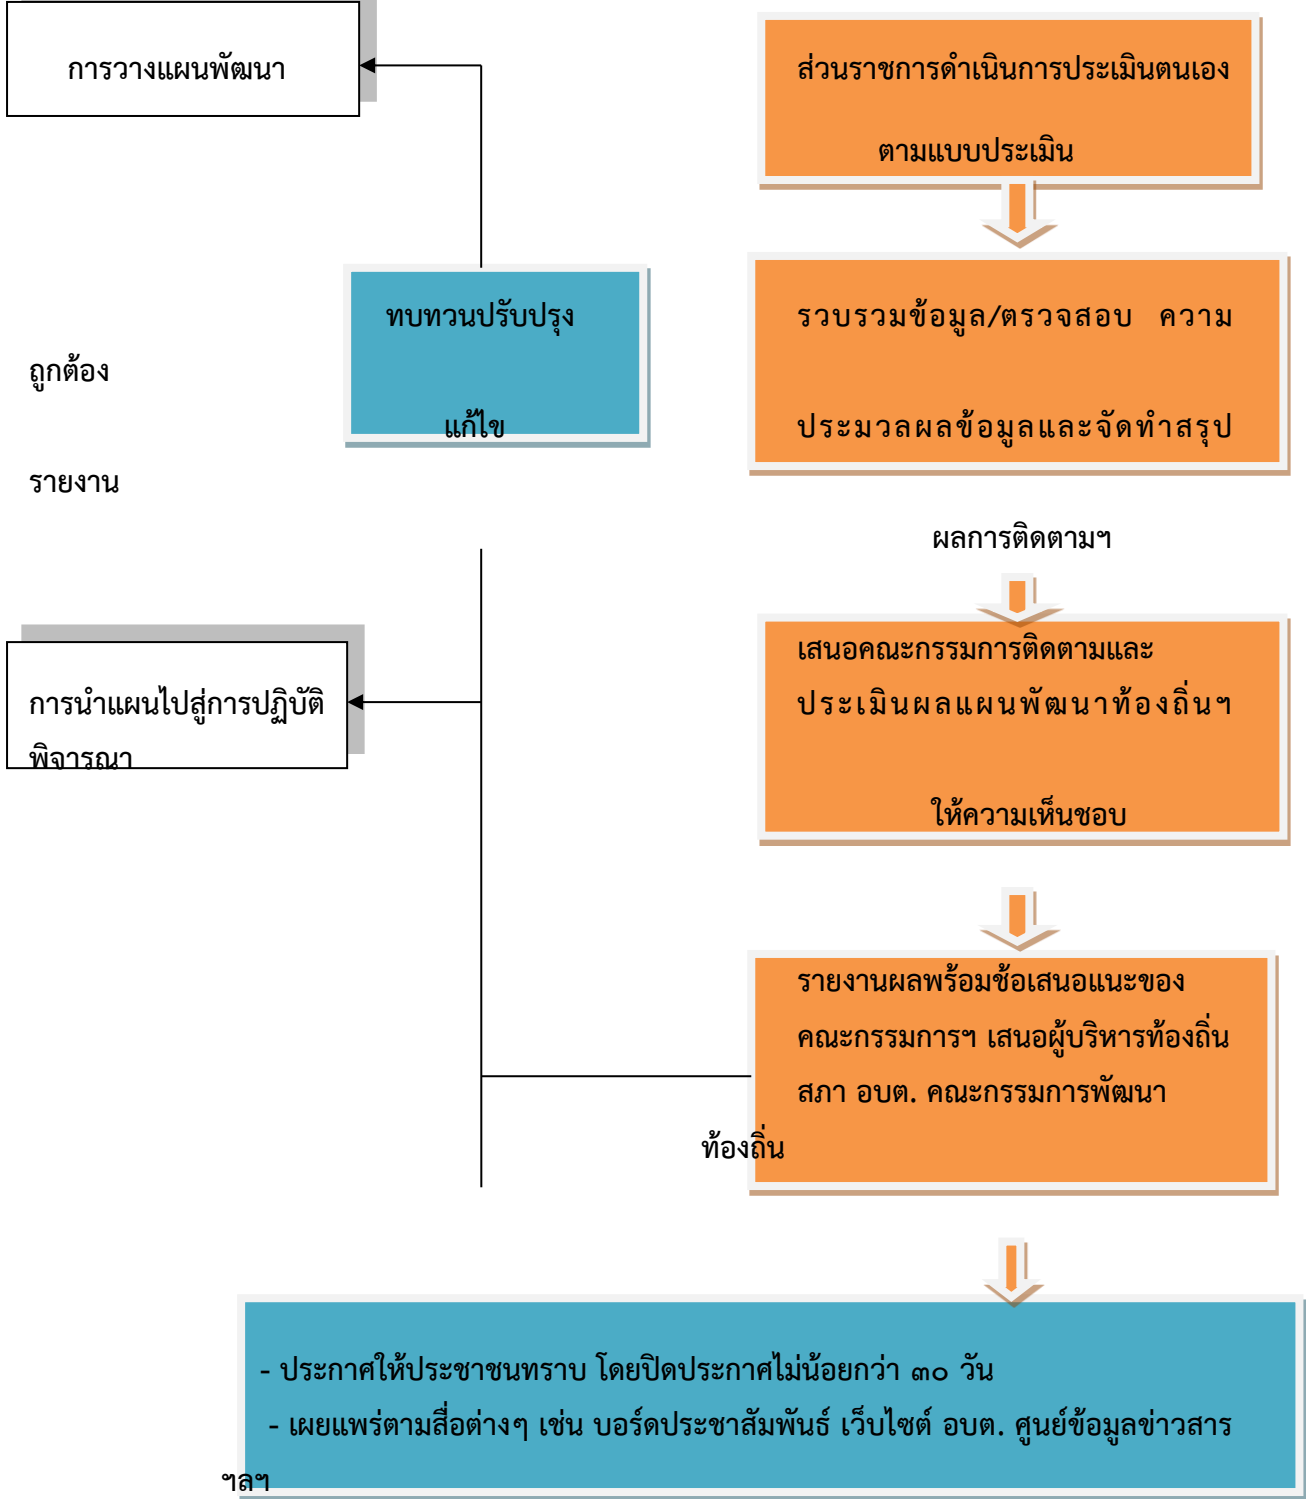 การวางแผนพัฒนา
ส่วนราชการดำเนินการประเมินตนเอง
ตามแบบประเมิน
ทบทวนปรับปรุง
รวบรวมข้อมูล/ตรวจสอบ ความ
ถูกต้อง
แก้ไข
ประมวลผลข้อมูลและจัดทำสรุป
รายงาน
ผลการติดตามฯ
เสนอคณะกรรมการติดตามและ
การนำแผนไปสู่การปฏิบัติ
ประเมินผลแผนพัฒนาท้องถิ่นฯ
พิจารณา
ให้ความเห็นชอบ
รายงานผลพร้อมช้อเสนอแนะของ
คณะกรรมการฯ เสนอผู้บริหารท้องถิ่น
สภา อบต. คณะกรรมการพัฒนา
ท้องถิ่น
- ประกาศให้ประชาชนทราบ โดยปิดประกาศไม่น้อยกว่า ๓๐ วัน
- เผยแพร่ตามสื่อต่างๆ เช่น บอร์ดประชาสัมพันธ์ เว็บไซต์ อบต. ศูนย์ข้อมูลข่าวสาร
ฯลฯ